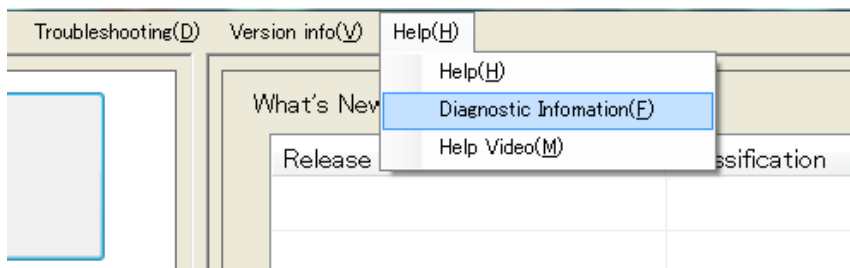 Troubleshooting(D) Version info(V) Help(H)
Help(H)
What's New
Diagnostic Infomation(F)
Help Video(M)
Release
ssification